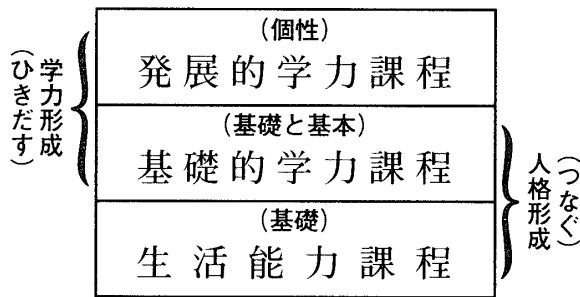 (個性)
発展的学力課程
(基礎と基本)
基礎的学力課程
(基礎)
生活能力課程
学力形成
(ひきだす)
(つなぐ)
人格形成